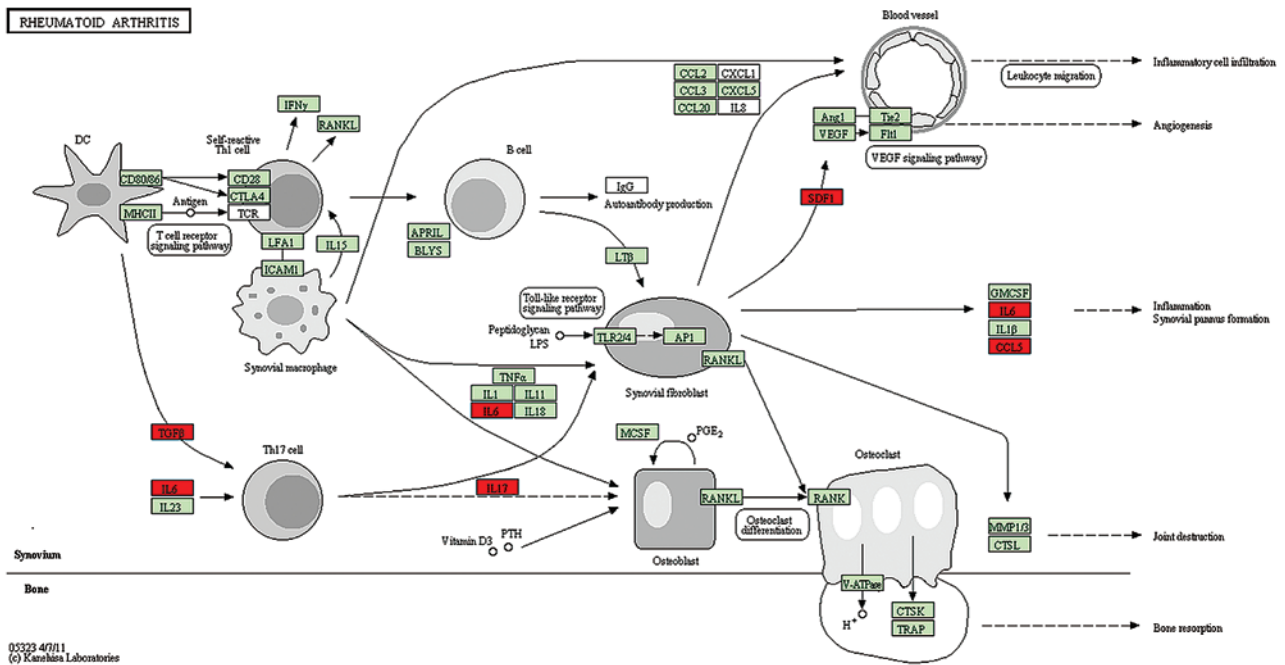 RHEUMATOID ARTHRITIS
Blood vessel
CCL2
CXCL1
CCL3
CXCL5
CCL20
IL8
Leukocyte migration
Inflammatory cell infiltration
Ang1
Tie2
VEGF
Flt1
Angiogenesis
VEGF signaling pathway
IFNγ
RANKL
DC
Self-reactive
Th1 cell
B cell
CD80/86
CD28
CTLA4
MHCII
Antigen
TCR
T cell receptor
signaling pathway
LFA1
IL15
ICAM1
Synovial macrophage
APRIL
BLYS
IgG
Autoantibody production
LTβ
SDF1
Toll-like receptor
signaling pathway
Peptidoglycan
LPS
TLR2/4
AP1
RANKL
Synovial fibroblast
GMCSF
IL6
IL1β
CCL5
Inflammation
Synovial pannus formation
TNFα
IL1
IL11
IL6
IL18
TGFβ
Th17 cell
IL6
IL23
IL17
MCSF
PGE2
RANKL
Osteoblast
Vitamin D3
PTH
Osteoclast
RANK
Osteoclast
differentiation
MMP1/3
CTSL
Joint destruction
Synovium
Bone
V-ATPase
H+
CTSK
TRAP
Bone resorption
05323 4/7/11
(c) Kanehisa Laboratories